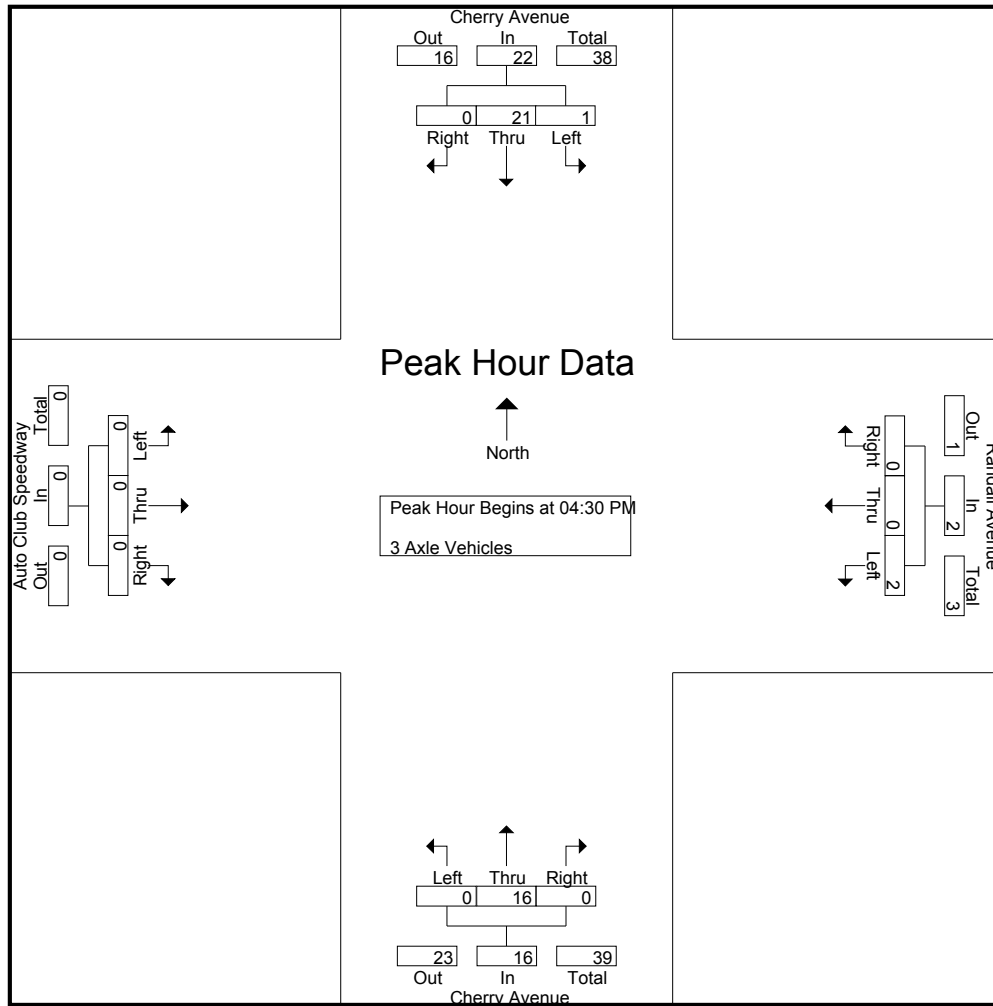 Cherry Avenue
Out In Total
16 22 38
0 21 1
Right Thru Left
Peak Hour Data
North
Peak Hour Begins at 04:30 PM
3 Axle Vehicles
Auto Club Speedway
Out In Total
0 0 0
0 0 0
Right Thru Left
Randall Avenue
Out In Total
1 2 3
0 0 2
Right Thru Left
Left Thru Right
0 16 0
23 16 39
Out In Total
Cherry Avenue